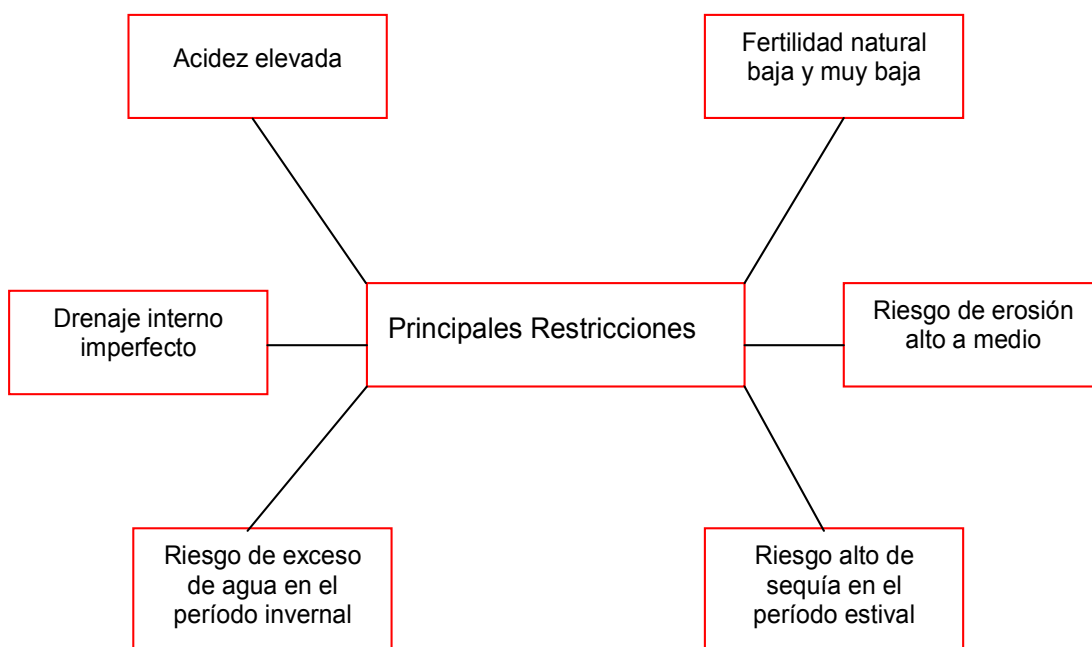 Acidez elevada
Fertilidad natural
baja y muy baja
Drenaje interno
imperfecto
Principales Restricciones
Riesgo de erosión
alto a medio
Riesgo de exceso
de agua en el
período invernal
Riesgo alto de
sequía en el
período estival